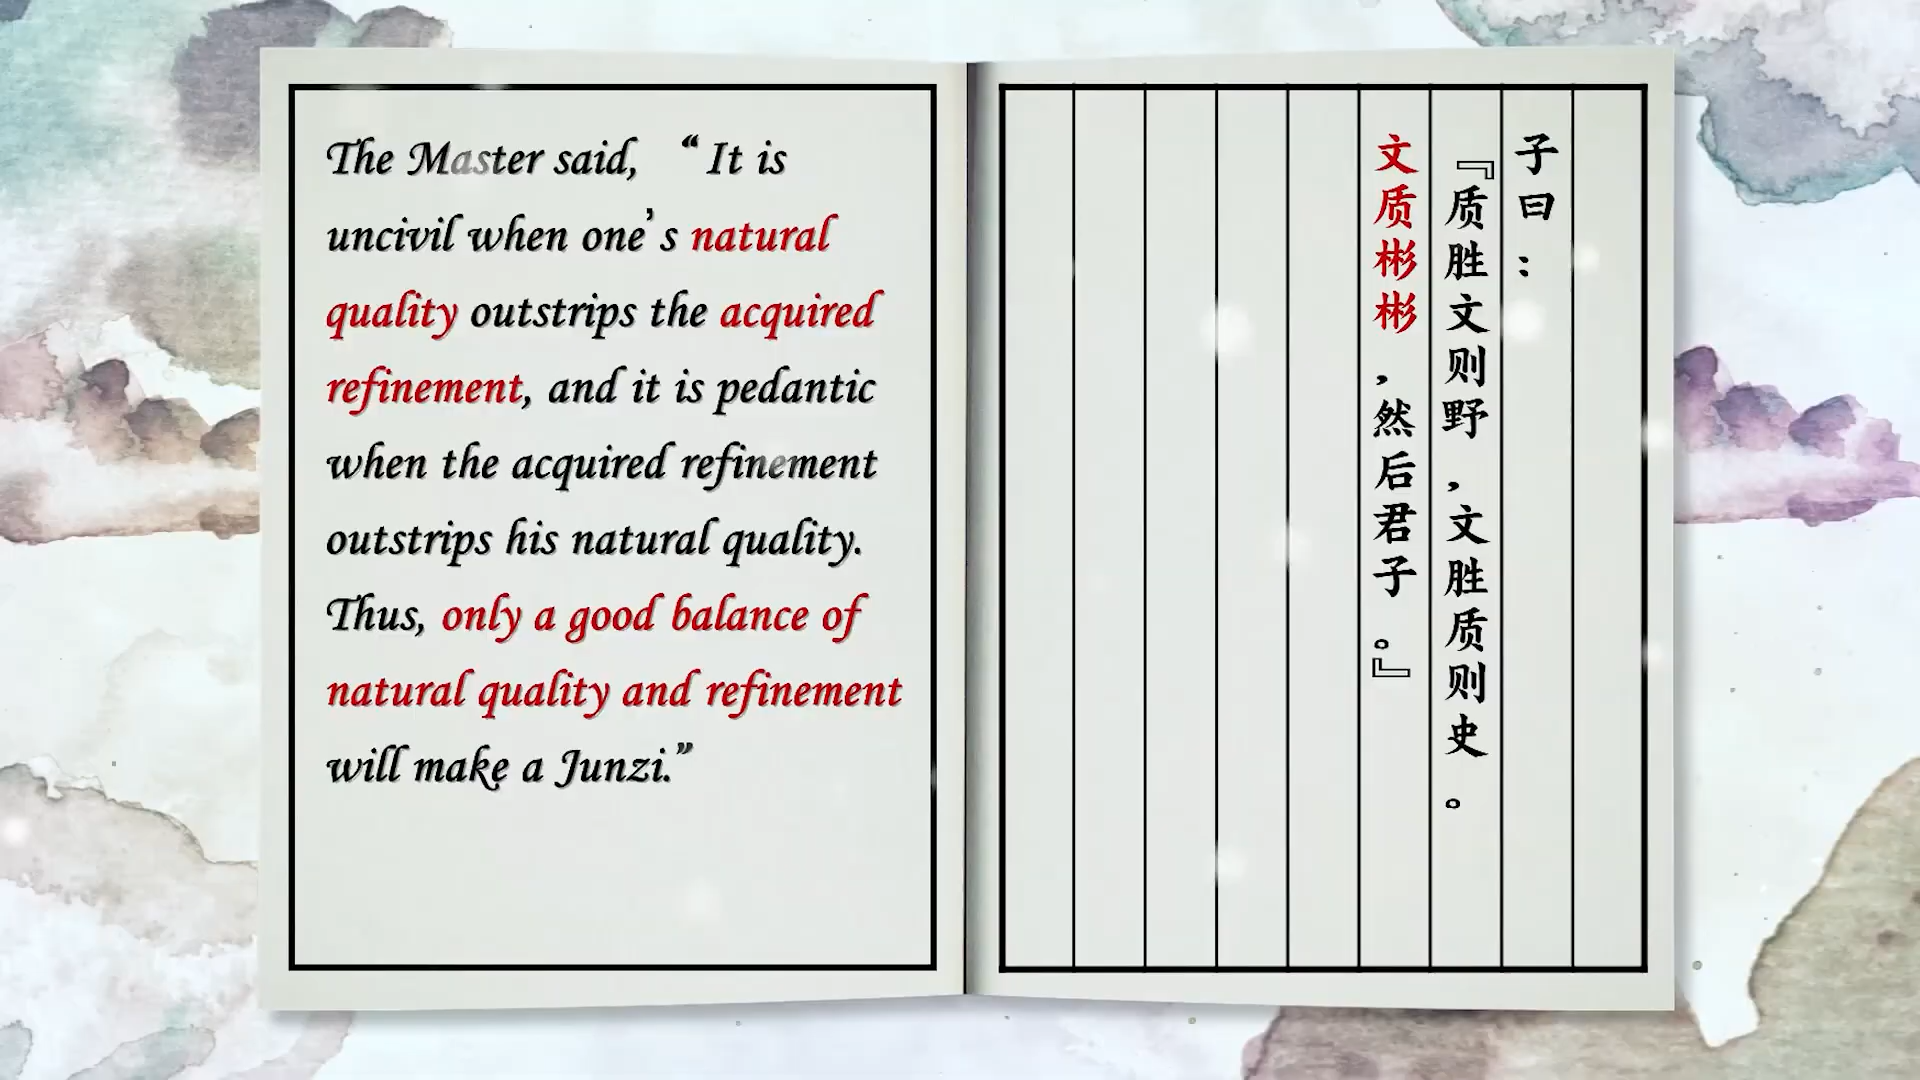 The Master said, “ It is
uncivil when one’s natural
quality outstrips the acquired
refinement, and it is pedantic
when the acquired refinement
outstrips his natural quality.
Thus, only a good balance of
natural quality and refinement
will make a Junzi.”
子曰：
『质胜文则野，文胜质则史。
文质彬彬，然后君子。』